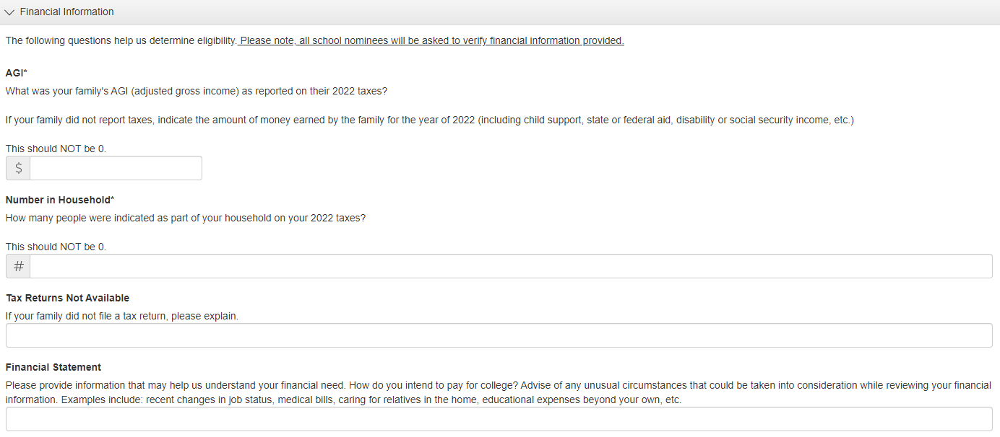 Financial Information
The following questions help us determine eligibility. Please note, all school nominees will be asked to verify financial information provided.
AGI*
What was your family's AGI (adjusted gross income) as reported on their 2022 taxes?
If your family did not report taxes, indicate the amount of money earned by the family for the year of 2022 (including child support, state or federal aid, disability or social security income, etc.)
This should NOT be 0.
$
Number in Household*
How many people were indicated as part of your household on your 2022 taxes?
This should NOT be 0.
#
Tax Returns Not Available
If your family did not file a tax return, please explain.
Financial Statement
Please provide information that may help us understand your financial need. How do you intend to pay for college? Advise of any unusual circumstances that could be taken into consideration while reviewing your financial
information. Examples include: recent changes in job status, medical bills, caring for relatives in the home, educational expenses beyond your own, etc.